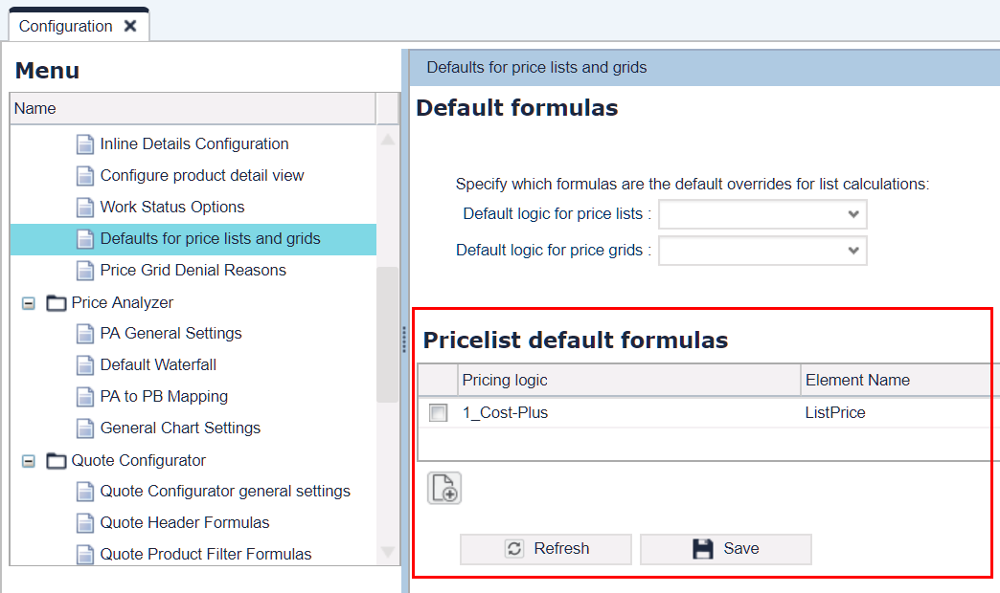 Configuration
Menu
Name
Inline Details Configuration
Configure product detail view
Work Status Options
Defaults for price lists and grids
Price Grid Denial Reasons
Price Analyzer
PA General Settings
Default Waterfall
PA to PB Mapping
General Chart Settings
Quote Configurator
Quote Configurator general settings
Quote Header Formulas
Quote Product Filter Formulas
Defaults for price lists and grids
Default formulas
Specify which formulas are the default overrides for list calculations:
Default logic for price lists :
Default logic for price grids :
Pricelist default formulas
Pricing logic Element Name
1_Cost-Plus ListPrice
Refresh Save